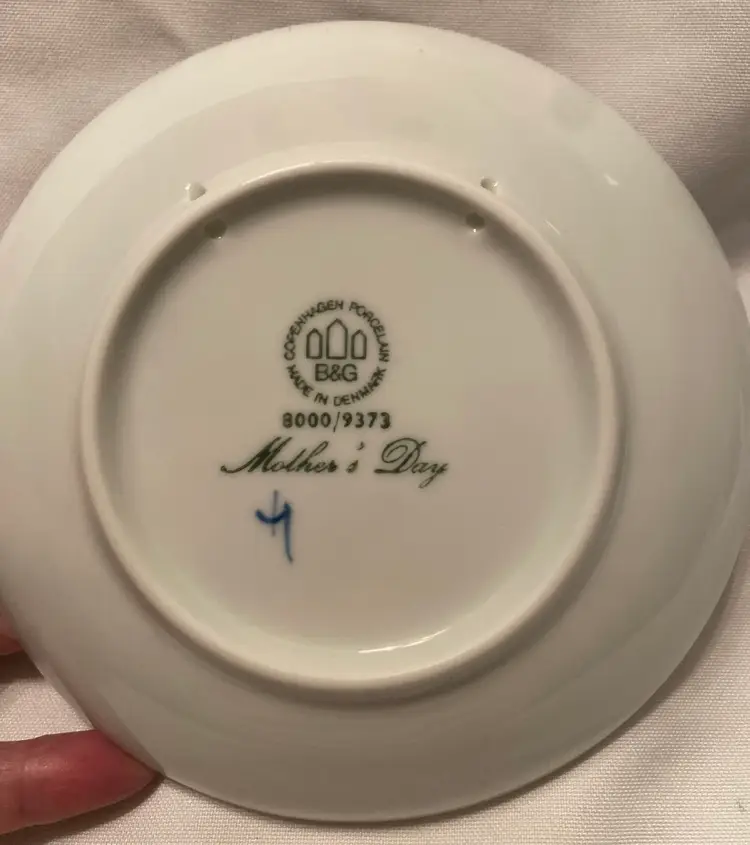 COPENHAGEN PORCELAIN
B&G
MADE IN DENMARK
8000/9373
Mother's Day